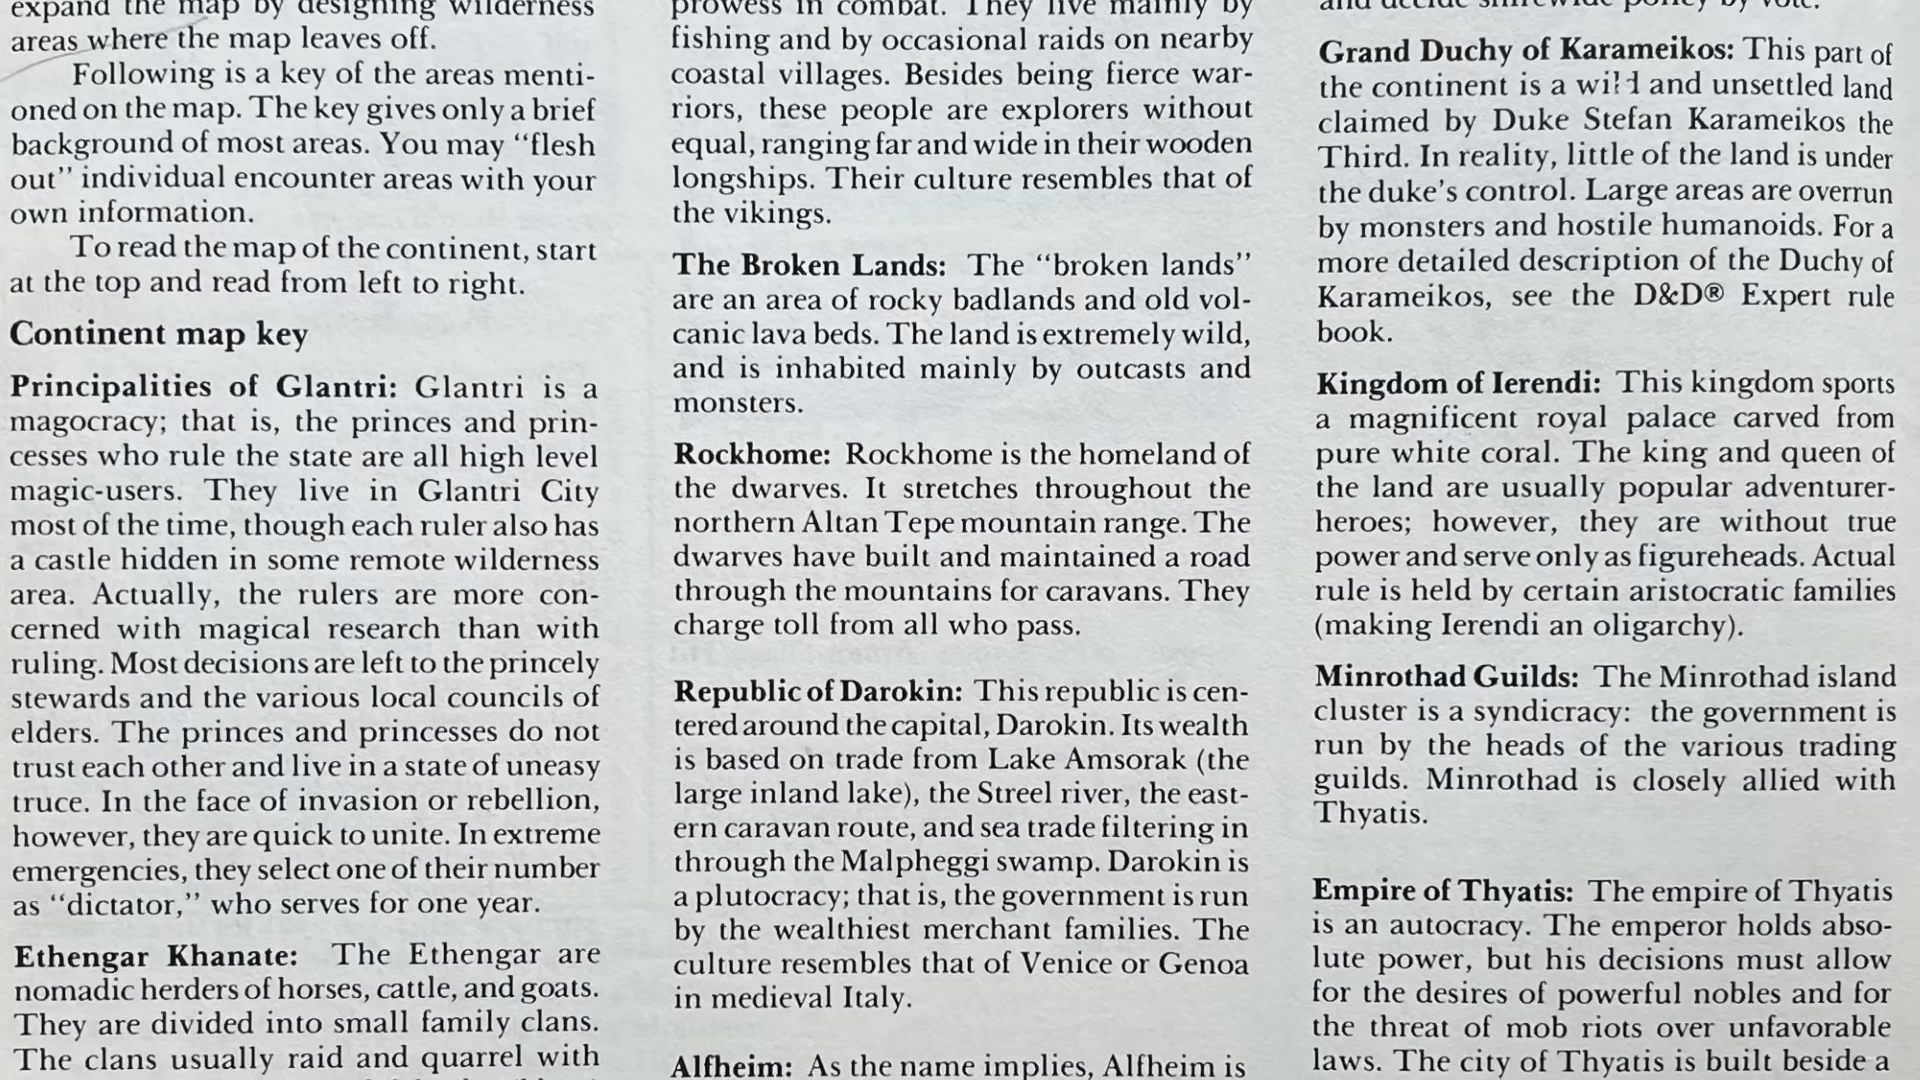 expand the map by designing wilderness
areas where the map leaves off.
Following is a key of the areas menti-
oned on the map. The key gives only a brief
background of most areas. You may “flesh
out” individual encounter areas with your
own information.
To read the map of the continent, start
at the top and read from left to right.
Continent map key
Principalities of Glantri: Glantri is a
magocracy; that is, the princes and prin-
cesses who rule the state are all high level
magic-users. They live in Glantri City
most of the time, though each ruler also has
a castle hidden in some remote wilderness
area. Actually, the rulers are more con-
cerned with magical research than with
ruling. Most decisions are left to the princely
stewards and the various local councils of
elders. The princes and princesses do not
trust each other and live in a state of uneasy
truce. In the face of invasion or rebellion,
however, they are quick to unite. In extreme
emergencies, they select one of their number
as “dictator,” who serves for one year.
Ethengar Khanate: The Ethengar are
nomadic herders of horses, cattle, and goats.
They are divided into small family clans.
The clans usually raid and quarrel with
prowess in combat. They live mainly by
fishing and by occasional raids on nearby
coastal villages. Besides being fierce war-
riors, these people are explorers without
equal, ranging far and wide in their wooden
longships. Their culture resembles that of
the vikings.
The Broken Lands: The “broken lands”
are an area of rocky badlands and old vol-
canic lava beds. The land is extremely wild,
and is inhabited mainly by outcasts and
monsters.
Rockhome: Rockhome is the homeland of
the dwarves. It stretches throughout the
northern Altan Tepe mountain range. The
dwarves have built and maintained a road
through the mountains for caravans. They
charge toll from all who pass.
Republic of Darokin: This republic is cen-
tered around the capital, Darokin. Its wealth
is based on trade from Lake Amsorak (the
large inland lake), the Streel river, the east-
ern caravan route, and sea trade filtering in
through the Malpheggi swamp. Darokin is
a plutocracy; that is, the government is run
by the wealthiest merchant families. The
culture resembles that of Venice or Genoa
in medieval Italy.
Alfheim: As the name implies, Alfheim is
and decide shirewide policy by vote.
Grand Duchy of Karameikos: This part of
the continent is a wild and unsettled land
claimed by Duke Stefan Karameikos the
Third. In reality, little of the land is under
the duke’s control. Large areas are overrun
by monsters and hostile humanoids. For a
more detailed description of the Duchy of
Karameikos, see the D&D® Expert rule
book.
Kingdom of Ierendi: This kingdom sports
a magnificent royal palace carved from
pure white coral. The king and queen of
the land are usually popular adventurer-
heroes; however, they are without true
power and serve only as figureheads. Actual
rule is held by certain aristocratic families
(making Ierendi an oligarchy).
Minrothad Guilds: The Minrothad island
cluster is a syndicracy: the government is
run by the heads of the various trading
guilds. Minrothad is closely allied with
Thyatis.
Empire of Thyatis: The empire of Thyatis
is an autocracy. The emperor holds abso-
lute power, but his decisions must allow
for the desires of powerful nobles and for
the threat of mob riots over unfavorable
laws. The city of Thyatis is built beside a